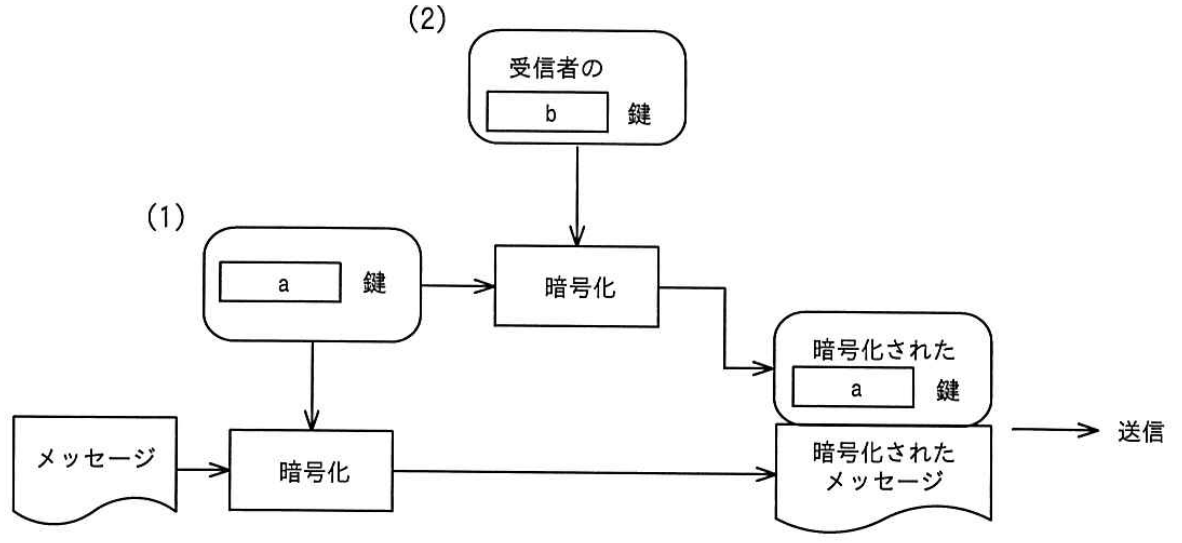 (2)
受信者の
b 鍵
(1)
a 鍵
暗号化
暗号化された
a 鍵
メッセージ
暗号化
暗号化された
メッセージ
送信